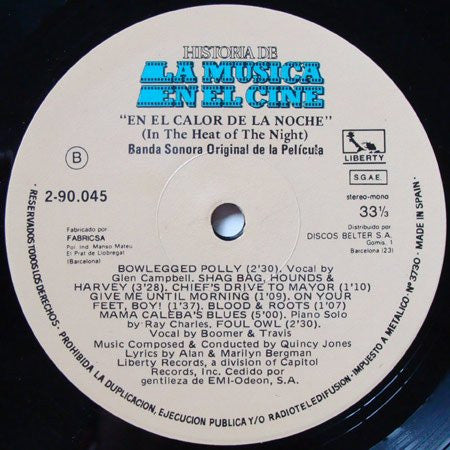 HISTORIA DE
LA MUSICA
EN EL CINE
"EN EL CALOR DE LA NOCHE"
(In The Heat of The Night)
Banda Sonora Original de la Película
LIBERTY
S.G.A.E.
B
2-90.045
stereo-mono
33⅓
Fabricado por
FABRICSA
Pol. Ind. Manso Mateu
El Prat de Llobregat
(Barcelona)
Distribuido por
DISCOS BELTER S.A.
Gomis, 1
Barcelona (23)
BOWLEGGED POLLY (2'30). Vocal by
Glen Campbell. SHAG BAG, HOUNDS &
HARVEY (3'28). CHIEF'S DRIVE TO MAYOR (1'10)
GIVE ME UNTIL MORNING (1'09). ON YOUR
FEET, BOY! (1'37). BLOOD & ROOTS (1'07)
MAMA CALEBA'S BLUES (5'00). Piano Solo
by Ray Charles. FOUL OWL (2'30).
Vocal by Boomer & Travis
Music Composed & Conducted by Quincy Jones
Lyrics by Alan & Marilyn Bergman
Liberty Records, a division of Capitol
Records, Inc. Cedido por
gentileza de EMI-Odeon, S.A.
· RESERVADOS TODOS LOS DERECHOS · PROHIBIDA LA DUPLICACION, EJECUCION PUBLICA Y/O RADIOTELEDIFUSION · IMPUESTO A METALICO · Nº 3730 · MADE IN SPAIN ·